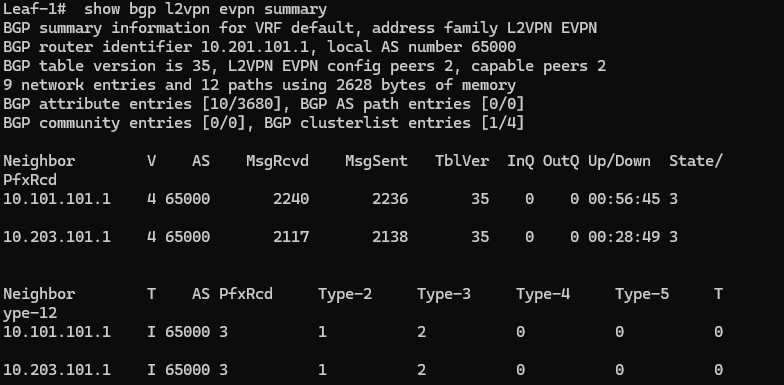 Leaf-1#  show bgp l2vpn evpn summary
BGP summary information for VRF default, address family L2VPN EVPN
BGP router identifier 10.201.101.1, local AS number 65000
BGP table version is 35, L2VPN EVPN config peers 2, capable peers 2
9 network entries and 12 paths using 2628 bytes of memory
BGP attribute entries [10/3680], BGP AS path entries [0/0]
BGP community entries [0/0], BGP clusterlist entries [1/4]

Neighbor        V    AS    MsgRcvd    MsgSent   TblVer  InQ OutQ Up/Down  State/
PfxRcd
10.101.101.1    4 65000       2240       2236       35    0    0 00:56:45 3

10.203.101.1    4 65000       2117       2138       35    0    0 00:28:49 3

Neighbor        T    AS PfxRcd     Type-2     Type-3     Type-4     Type-5     T
ype-12
10.101.101.1    I 65000 3          1          2          0          0          0

10.203.101.1    I 65000 3          1          2          0          0          0